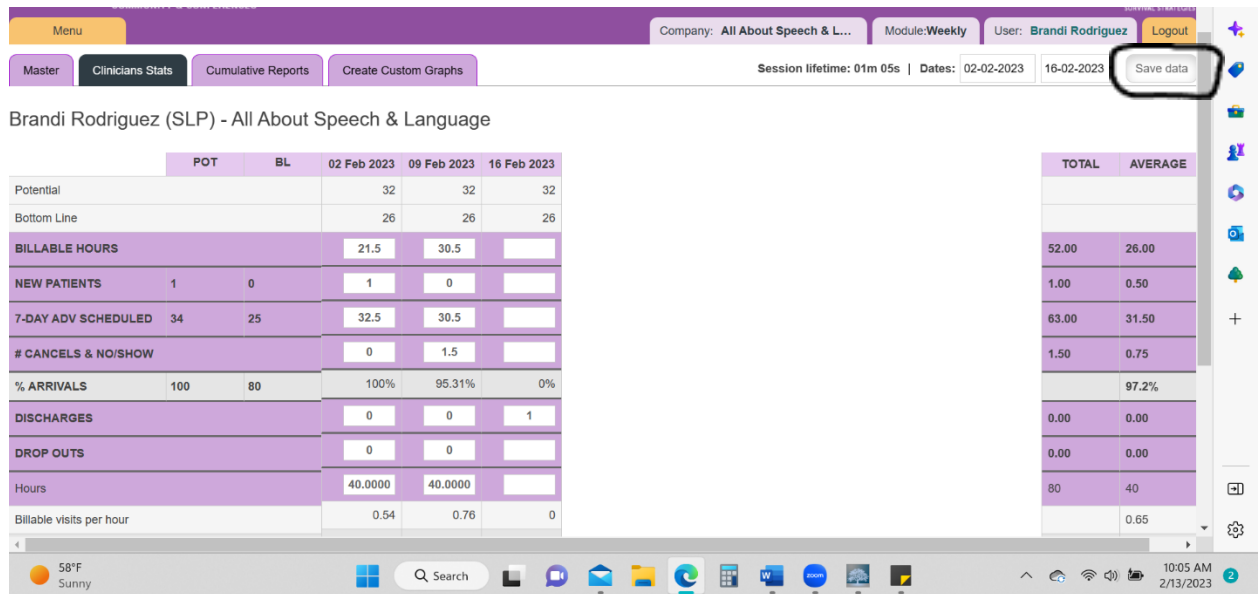 COMMUNITY & CONFERENCES
SURVIVAL STRATEGIES
Menu Company: All About Speech & L... Module:Weekly User: Brandi Rodriguez Logout
Master Clinicians Stats Cumulative Reports Create Custom Graphs Session lifetime: 01m 05s | Dates: 02-02-2023 16-02-2023 Save data
Brandi Rodriguez (SLP) - All About Speech & Language
POT BL 02 Feb 2023 09 Feb 2023 16 Feb 2023 TOTAL AVERAGE
Potential 32 32 32
Bottom Line 26 26 26
BILLABLE HOURS 21.5 30.5 52.00 26.00
NEW PATIENTS 1 0 1 0 1.00 0.50
7-DAY ADV SCHEDULED 34 25 32.5 30.5 63.00 31.50
# CANCELS & NO/SHOW 0 1.5 1.50 0.75
% ARRIVALS 100 80 100% 95.31% 0% 97.2%
DISCHARGES 0 0 1 0.00 0.00
DROP OUTS 0 0 0.00 0.00
Hours 40.0000 40.0000 80 40
Billable visits per hour 0.54 0.76 0 0.65
58°F
Sunny
Search
zoom
10:05 AM
2/13/2023
2